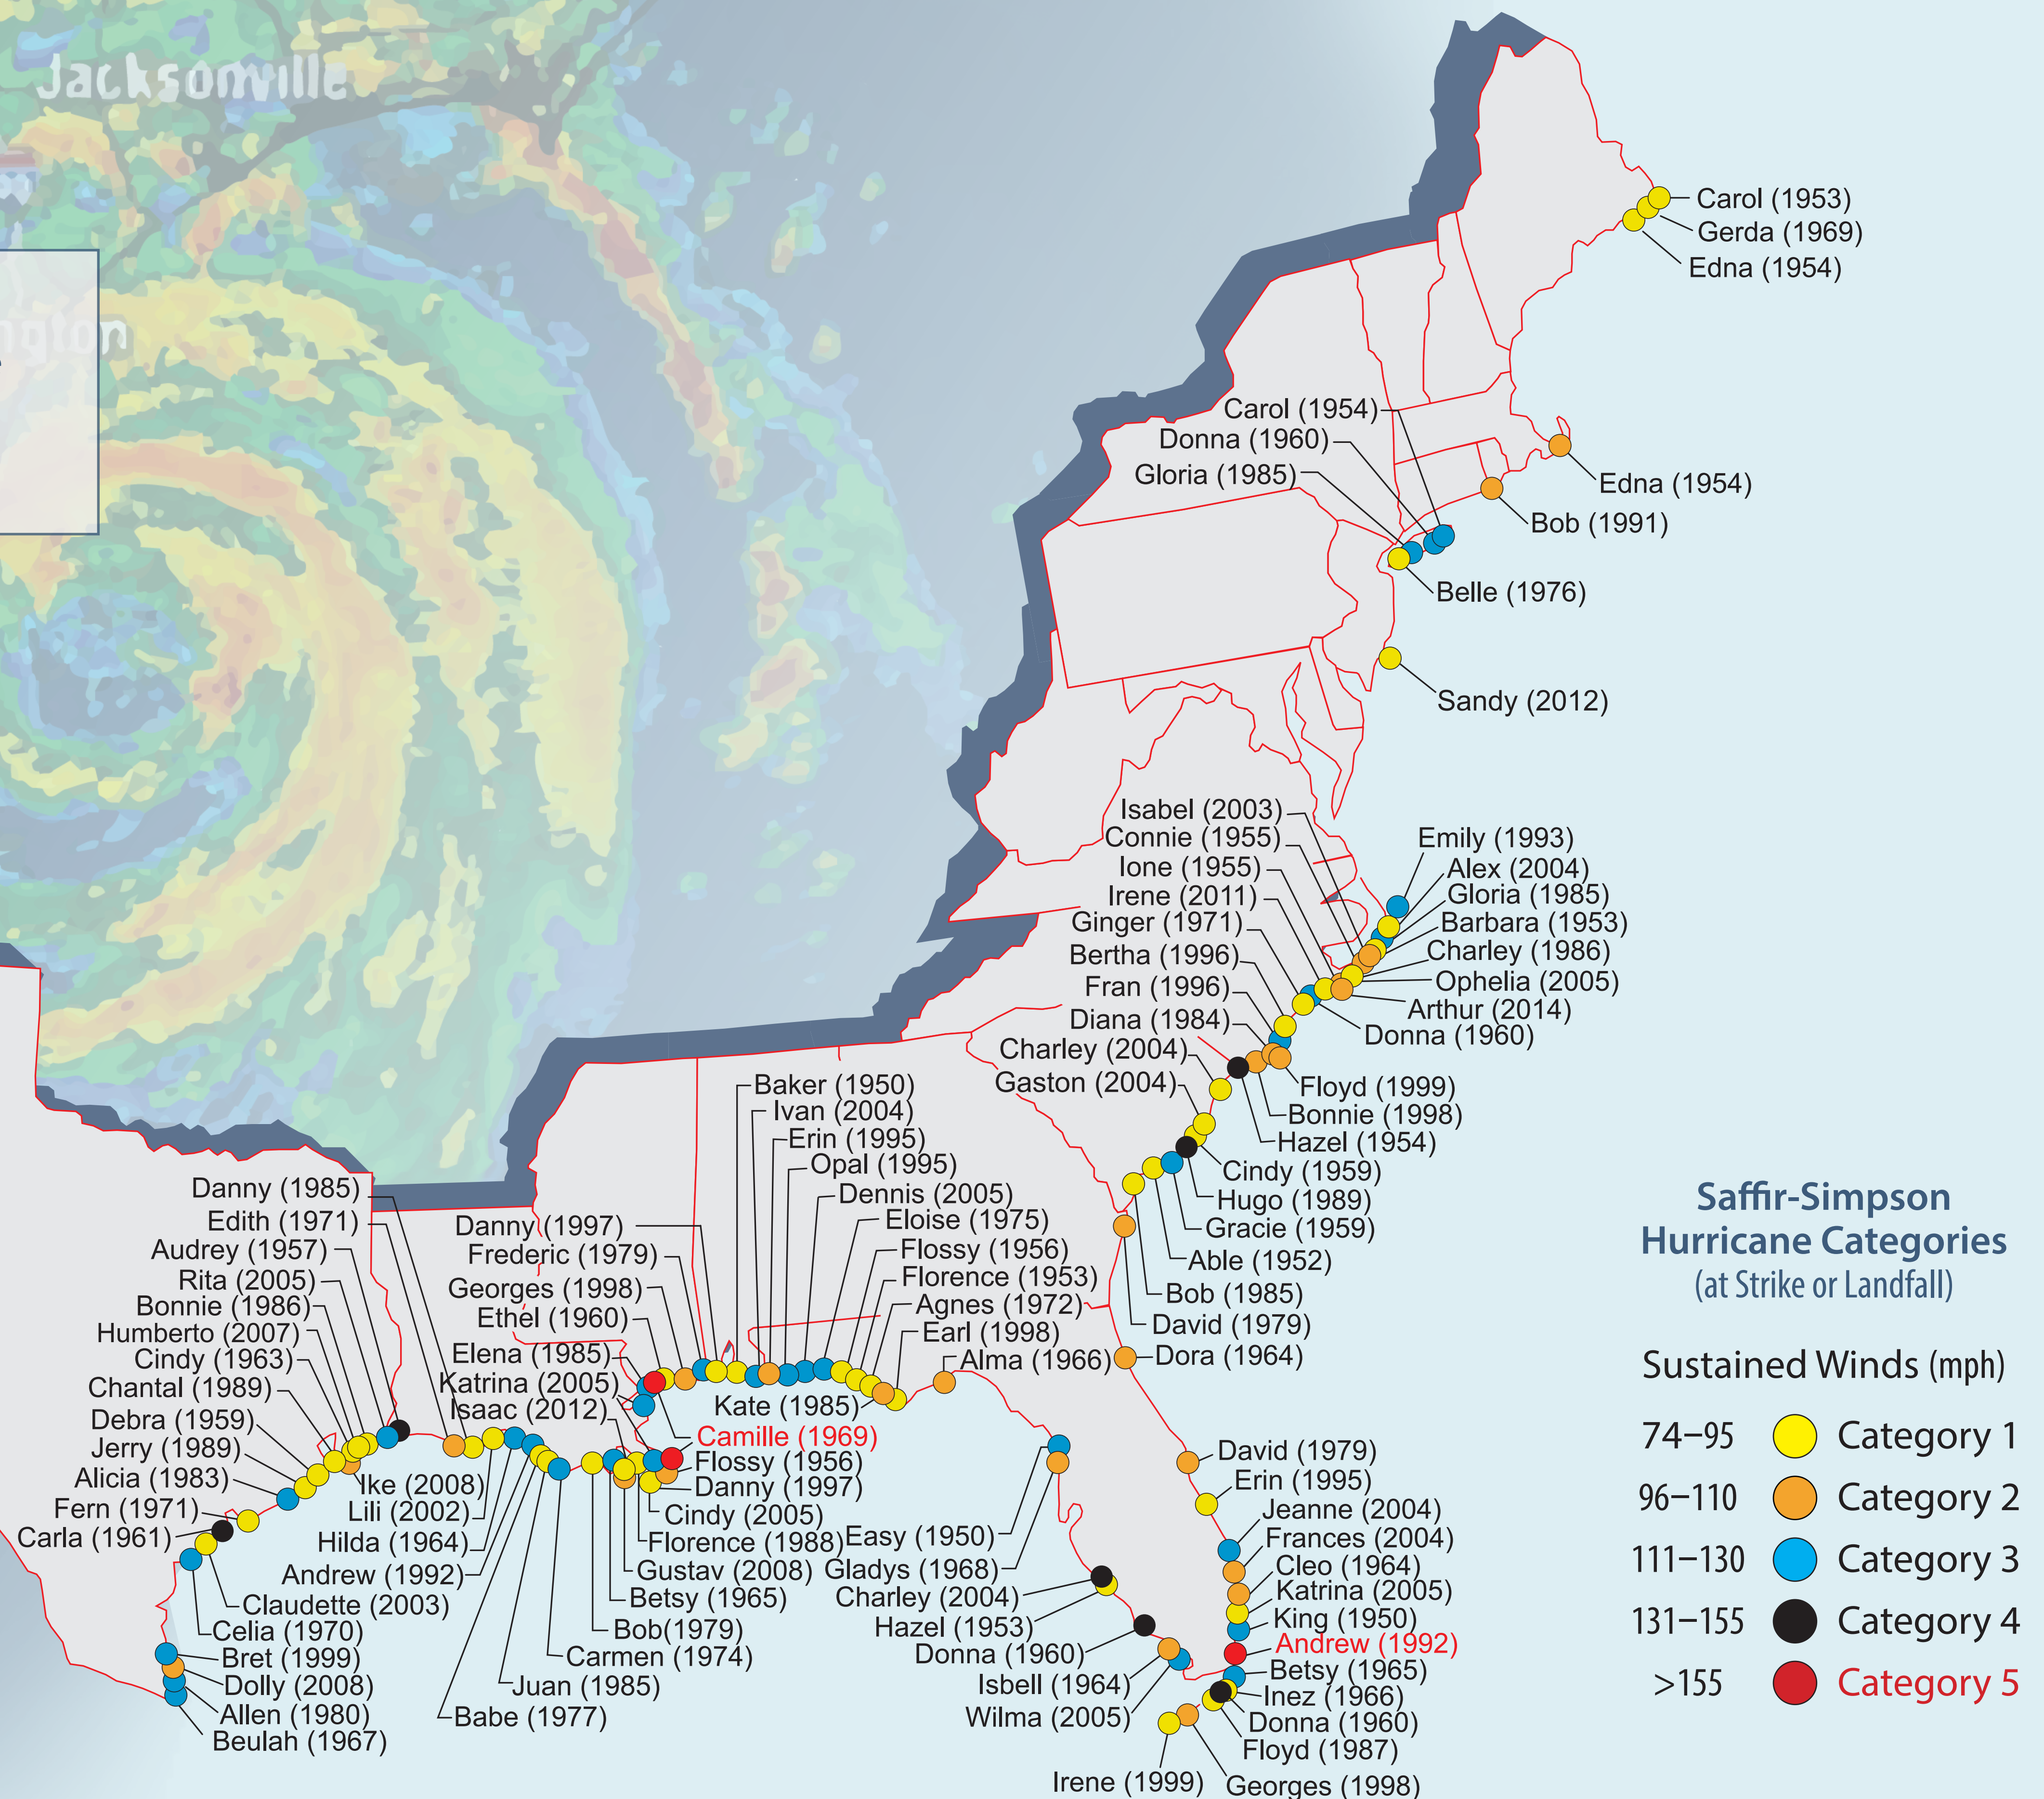 Jacksonville
ngton
Carol (1953)
Gerda (1969)
Edna (1954)
Carol (1954)
Donna (1960)
Gloria (1985)
Edna (1954)
Bob (1991)
Belle (1976)
Sandy (2012)
Isabel (2003)
Connie (1955)
Ione (1955)
Irene (2011)
Ginger (1971)
Bertha (1996)
Fran (1996)
Diana (1984)
Charley (2004)
Gaston (2004)
Emily (1993)
Alex (2004)
Gloria (1985)
Barbara (1953)
Charley (1986)
Ophelia (2005)
Arthur (2014)
Donna (1960)
Floyd (1999)
Bonnie (1998)
Hazel (1954)
Cindy (1959)
Hugo (1989)
Gracie (1959)
Able (1952)
Bob (1985)
David (1979)
Dora (1964)
Baker (1950)
Ivan (2004)
Erin (1995)
Opal (1995)
Dennis (2005)
Eloise (1975)
Flossy (1956)
Florence (1953)
Agnes (1972)
Earl (1998)
Alma (1966)
Kate (1985)
Danny (1997)
Frederic (1979)
Georges (1998)
Ethel (1960)
Elena (1985)
Katrina (2005)
Isaac (2012)
Camille (1969)
Flossy (1956)
Danny (1997)
Cindy (2005)
Florence (1988)
Gustav (2008)
Betsy (1965)
Bob(1979)
Carmen (1974)
Juan (1985)
Babe (1977)
Danny (1985)
Edith (1971)
Audrey (1957)
Rita (2005)
Bonnie (1986)
Humberto (2007)
Cindy (1963)
Chantal (1989)
Debra (1959)
Jerry (1989)
Alicia (1983)
Fern (1971)
Carla (1961)
Ike (2008)
Lili (2002)
Hilda (1964)
Andrew (1992)
Claudette (2003)
Celia (1970)
Bret (1999)
Dolly (2008)
Allen (1980)
Beulah (1967)
Easy (1950)
Gladys (1968)
Charley (2004)
Hazel (1953)
Donna (1960)
Isbell (1964)
Wilma (2005)
Irene (1999)
Georges (1998)
David (1979)
Erin (1995)
Jeanne (2004)
Frances (2004)
Cleo (1964)
Katrina (2005)
King (1950)
Andrew (1992)
Betsy (1965)
Inez (1966)
Donna (1960)
Floyd (1987)
Saffir-Simpson
Hurricane Categories
(at Strike or Landfall)
Sustained Winds (mph)
74–95 Category 1
96–110 Category 2
111–130 Category 3
131–155 Category 4
>155 Category 5